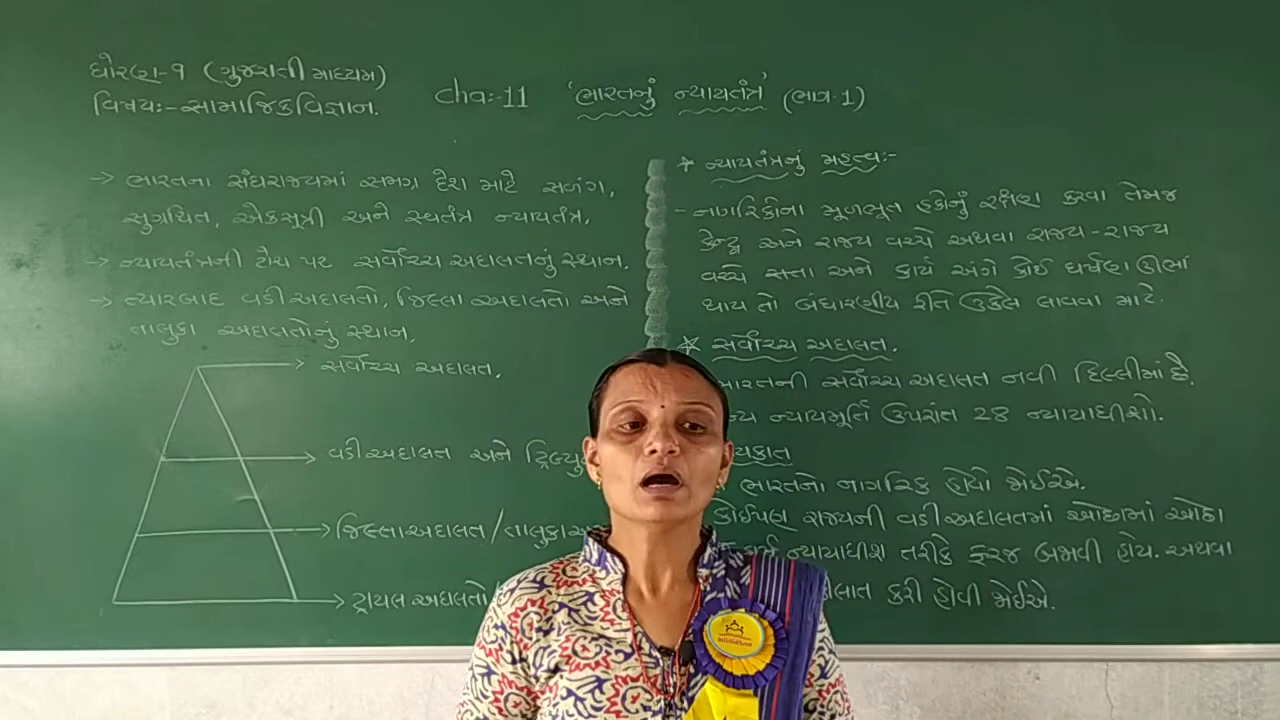 ધોરણ-૧ (ગુજરાતી માધ્યમ)
વિષયઃ-સામાજિકવિજ્ઞાન.
cha:-11 'ભારતનું ન્યાયતંત્ર' (ભાગ-1)
→ ભારતના સંઘરાજ્યમાં સમગ્ર દેશ માટે સળંગ,
સુગ્રથિત, એકસૂત્રી અને સ્વતંત્ર ન્યાયતંત્ર.
→ ન્યાયતંત્રની ટોચ પર સર્વોચ્ચ અદાલતનું સ્થાન.
→ ત્યારબાદ વડીઅદાલતો, જિલ્લા અદાલતો અને
તાલુકા અદાલતોનું સ્થાન.
સર્વોચ્ચ અદાલત.
વડીઅદાલત અને
જિલ્લાઅદાલત/તાલુકા
ટ્રાયલ અદાલતો
* ન્યાયતંત્રનું મહત્વઃ-
- નાગરિકોના મૂળભૂત હકોનું રક્ષણ કરવા તેમજ
કેન્દ્ર અને રાજ્ય વચ્ચે અથવા રાજ્ય-રાજ્ય
વચ્ચે સત્તા અને કાર્ય અંગે કોઈ ઘર્ષણ ઊભાં
થાય તો બંધારણીય રીતે ઉકેલ લાવવા માટે.
* સર્વોચ્ચ અદાલત.
ભારતની સર્વોચ્ચ અદાલત નવી દિલ્લીમાં છે.
ન્યાયમૂર્તિ ઉપરાંત 28 ન્યાયાધીશો.
ભારતનો નાગરિક હોવો જોઈએ.
કોઈપણ રાજ્યની વડીઅદાલતમાં ઓછામાં ઓછા
ન્યાયાધીશ તરીકે ફરજ બજાવી હોય. અથવા
કરી હોવી જોઈએ.